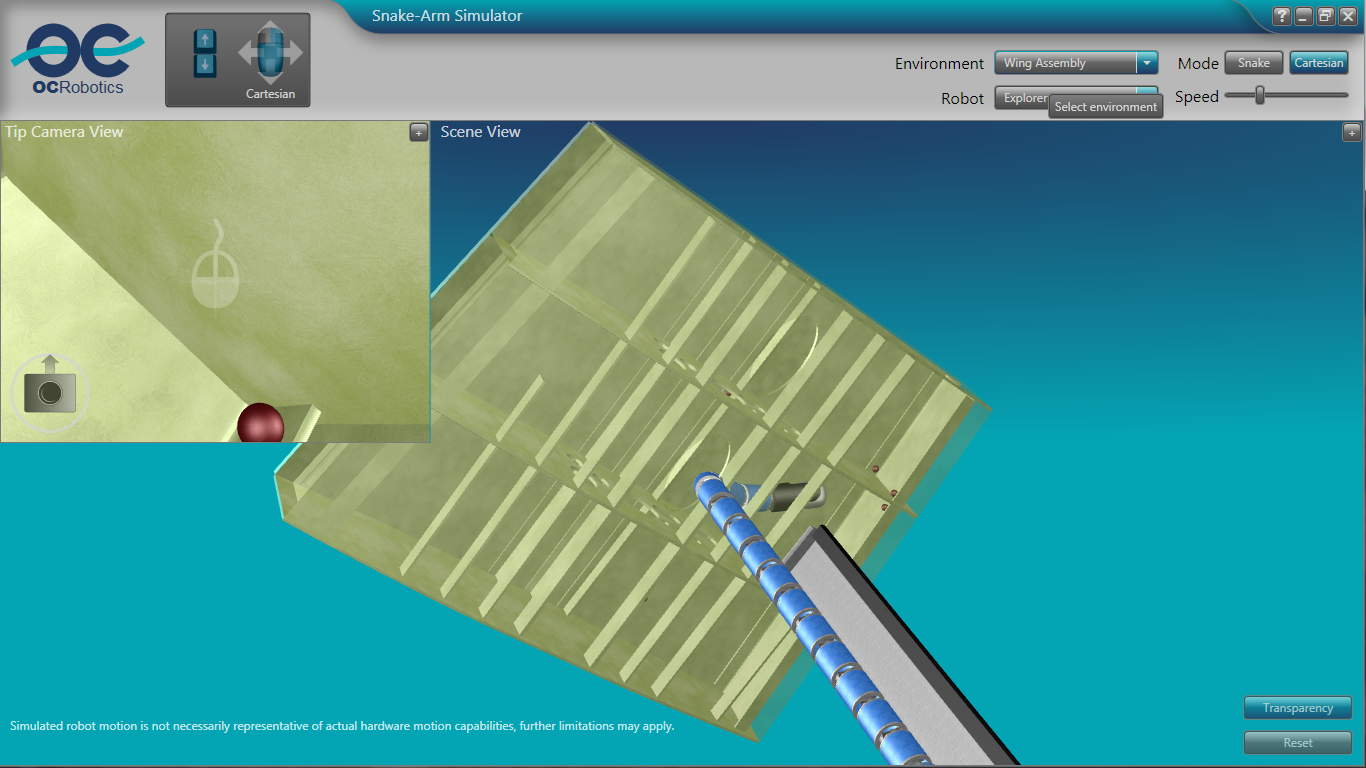 Snake-Arm Simulator
?
OC
OCRobotics
Cartesian
Environment
Wing Assembly
Mode
Snake
Cartesian
Robot
Explorer
Select environment
Speed
Tip Camera View
+
Scene View
+
Simulated robot motion is not necessarily representative of actual hardware motion capabilities, further limitations may apply.
Transparency
Reset